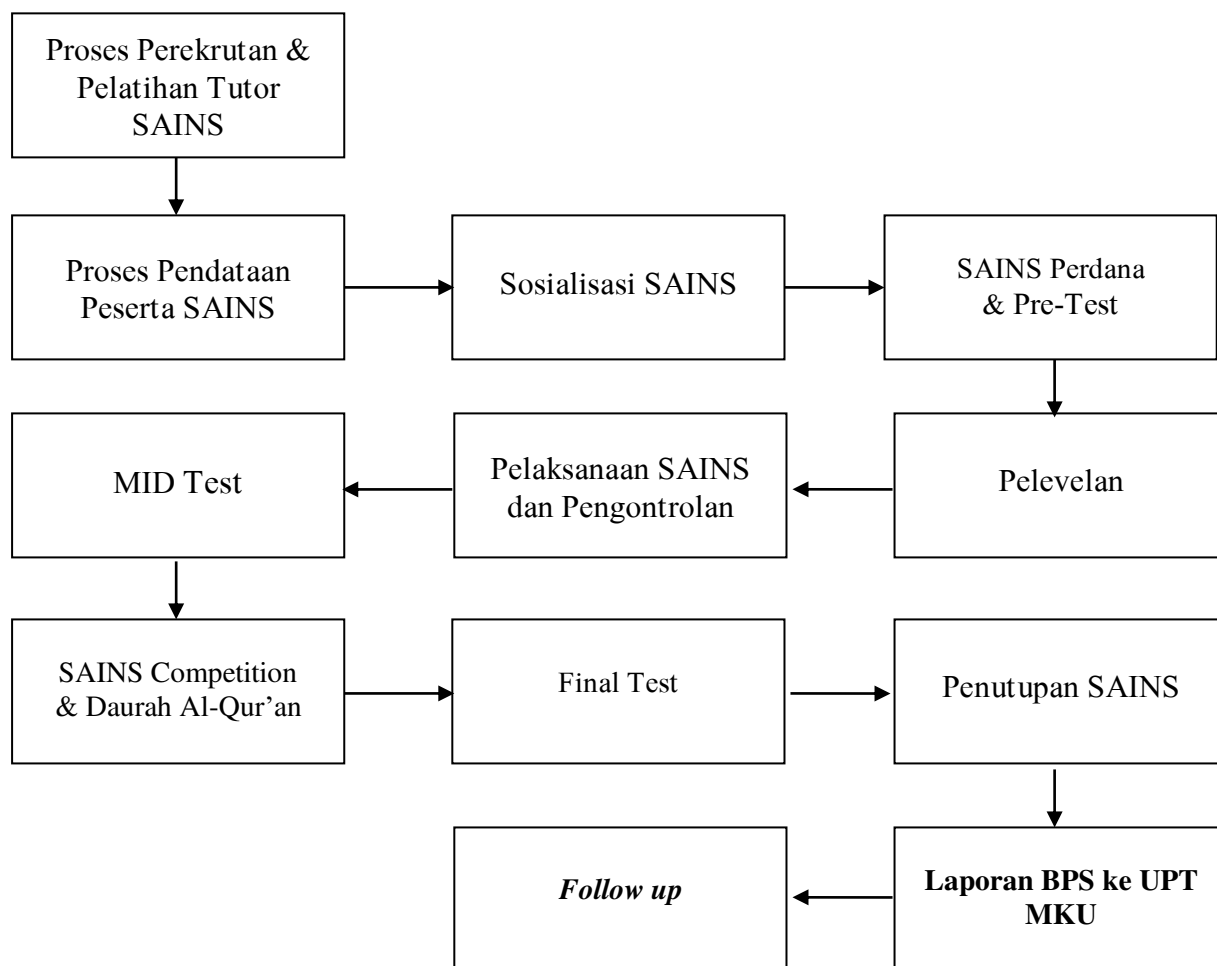 Proses Perekrutan &
Pelatihan Tutor
SAINS
Proses Pendataan
Peserta SAINS
Sosialisasi SAINS
SAINS Perdana
& Pre-Test
Pelevelan
Pelaksanaan SAINS
dan Pengontrolan
MID Test
SAINS Competition
& Daurah Al-Qur’an
Final Test
Penutupan SAINS
Laporan BPS ke UPT
MKU
Follow up